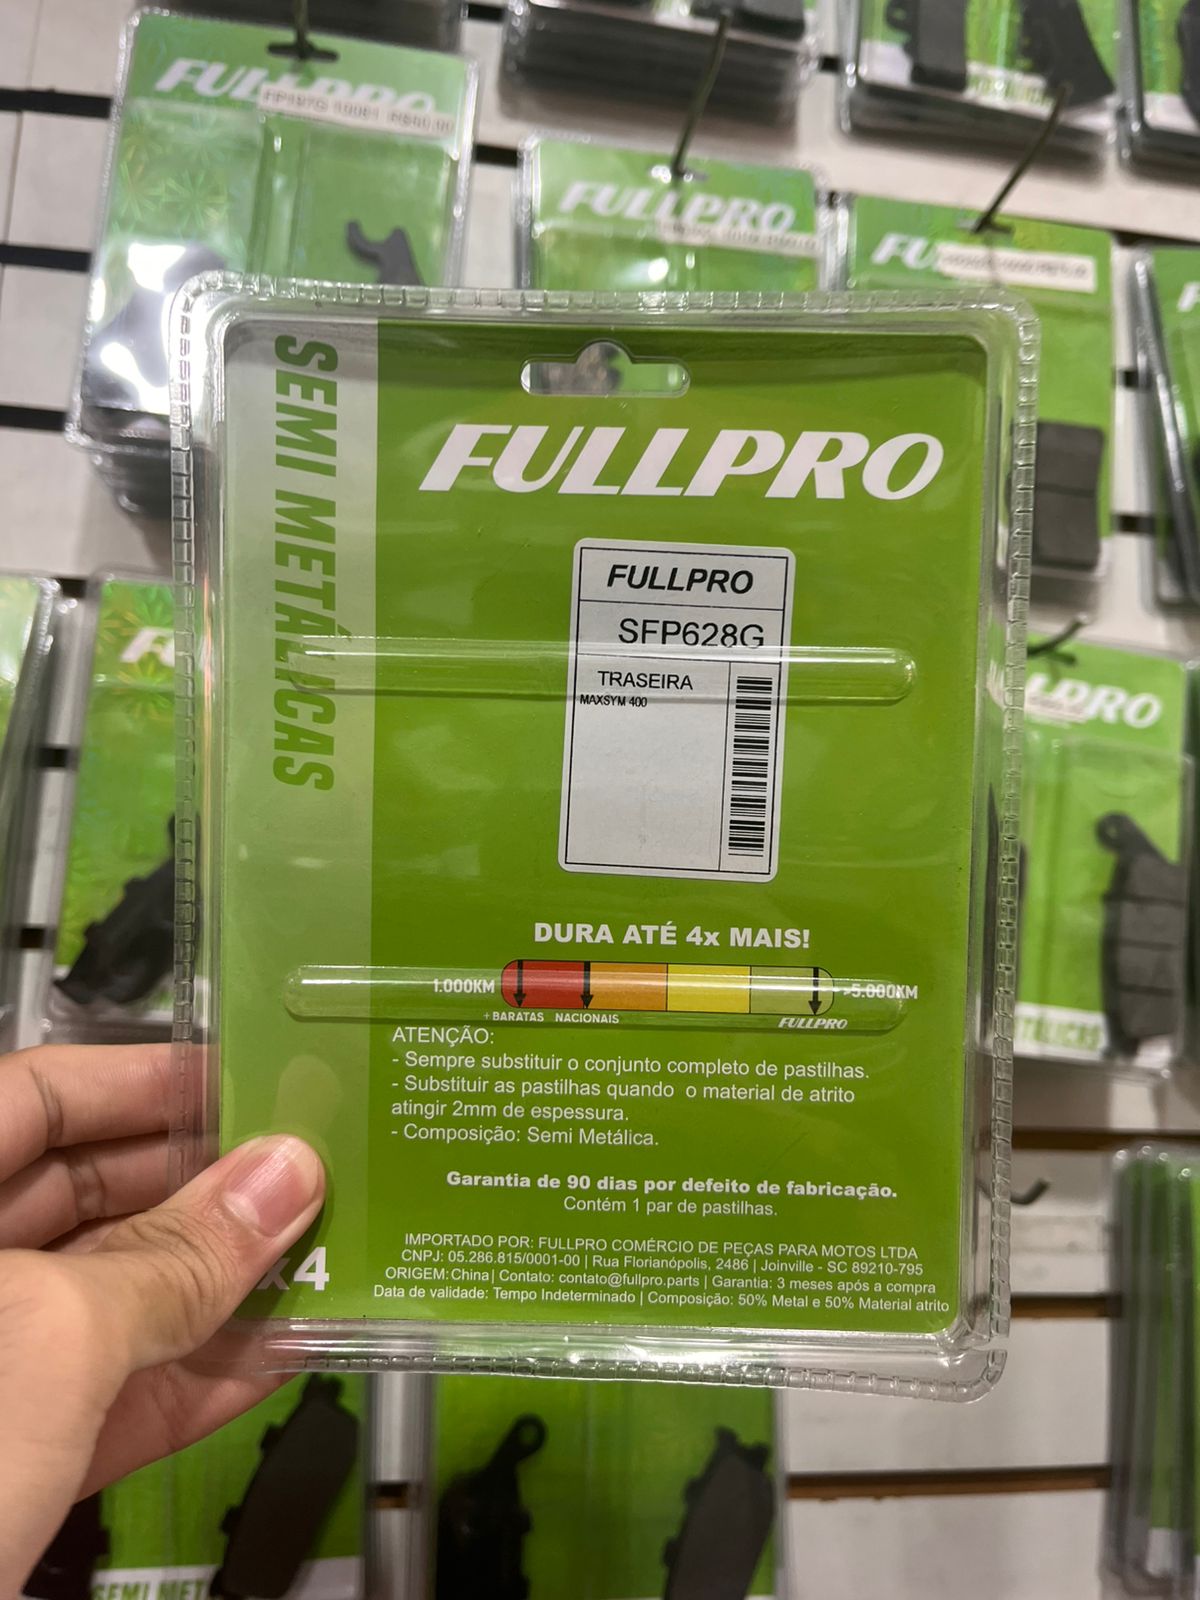 FULLPRO
FP197G 10081 R$60,00
FULLPRO
SEMI METÁLICAS
FULLPRO
FULLPRO
SFP628G
TRASEIRA
MAXSYM 400
DURA ATÉ 4x MAIS!
1.000KM
>5.000KM
+ BARATAS NACIONAIS FULLPRO
ATENÇÃO:
- Sempre substituir o conjunto completo de pastilhas.
- Substituir as pastilhas quando o material de atrito
atingir 2mm de espessura.
- Composição: Semi Metálica.
Garantia de 90 dias por defeito de fabricação.
Contém 1 par de pastilhas.
IMPORTADO POR: FULLPRO COMÉRCIO DE PEÇAS PARA MOTOS LTDA
CNPJ: 05.286.815/0001-00 | Rua Florianópolis, 2486 | Joinville - SC 89210-795
ORIGEM: China | Contato: contato@fullpro.parts | Garantia: 3 meses após a compra
Data de validade: Tempo Indeterminado | Composição: 50% Metal e 50% Material atrito
x4